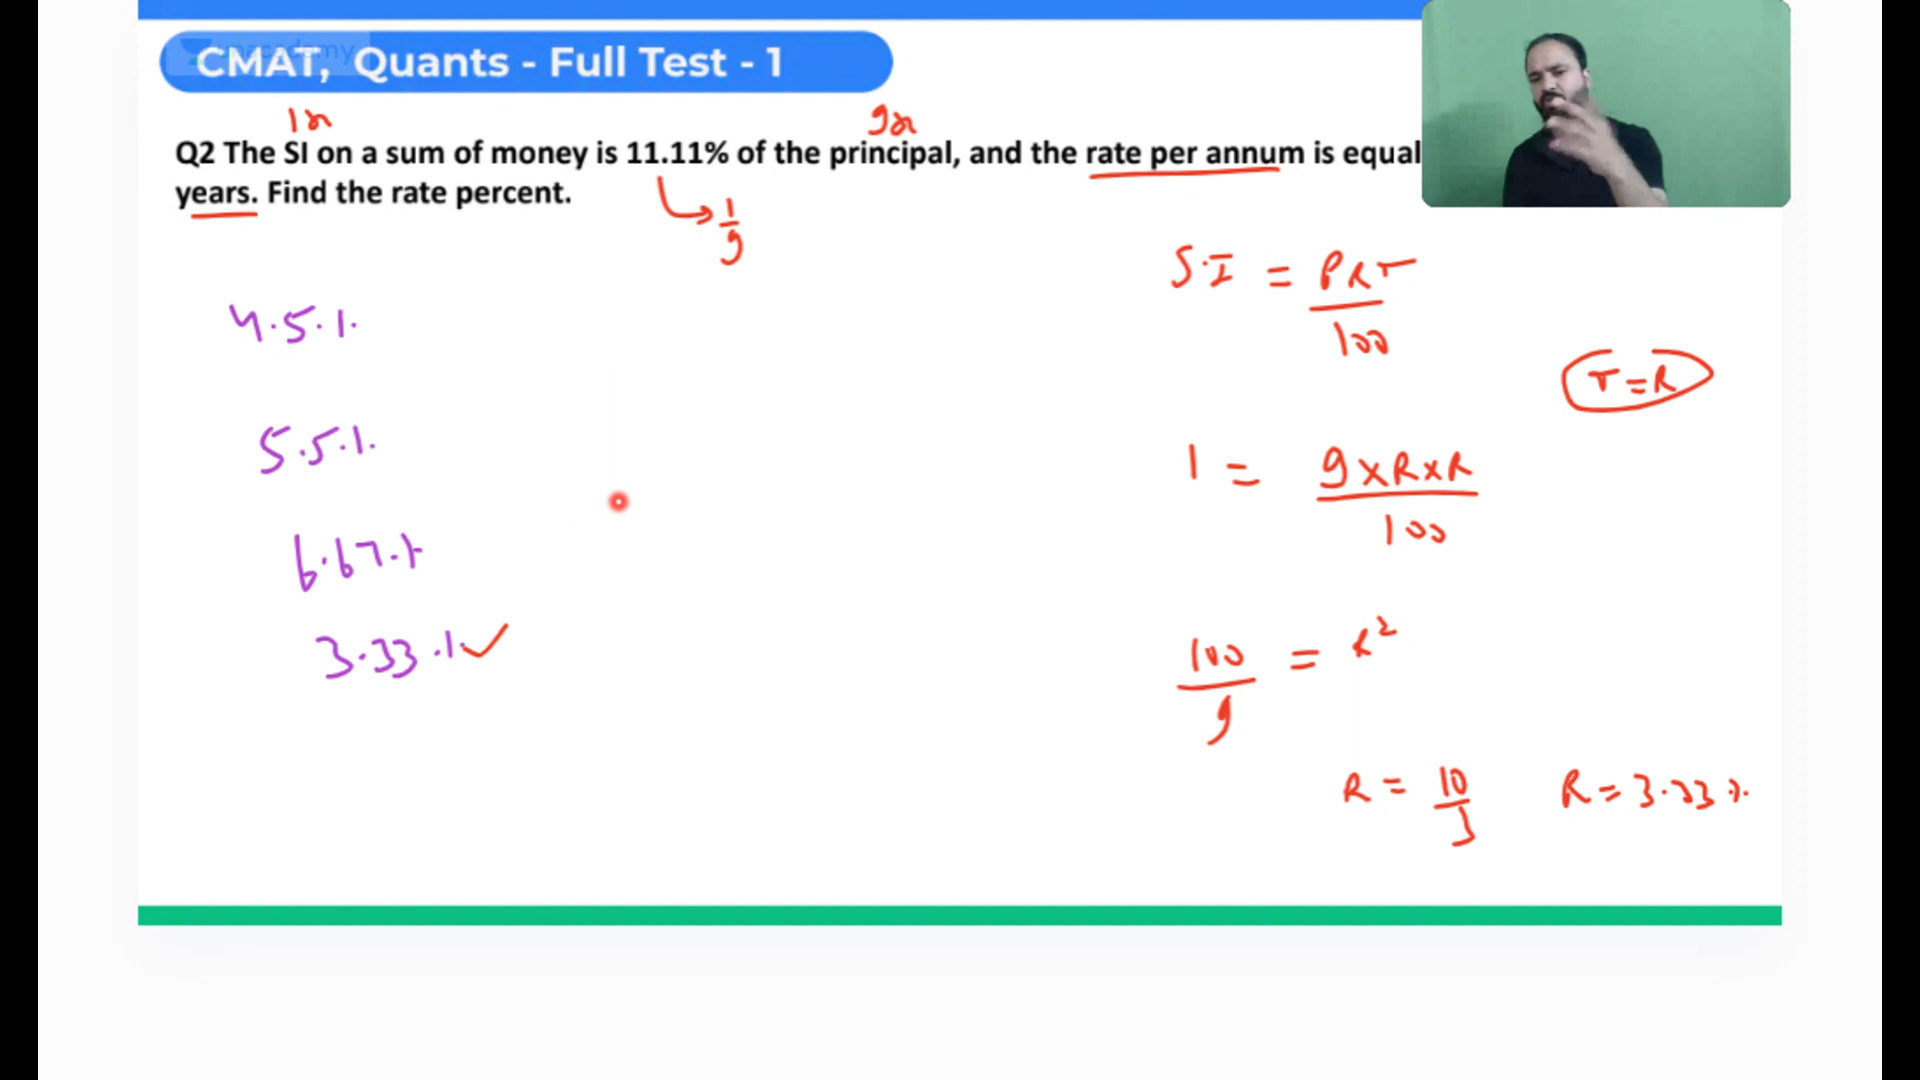 CMAT, Quants - Full Test - 1
1x 9x
Q2 The SI on a sum of money is 11.11% of the principal, and the rate per annum is equal
years. Find the rate percent.
1/9
S.I = PRT/100
4.5%
T=R
5.5%
1 = 9xRxR/100
6.67%
3.33%
100/9 = R²
R = 10/3 R = 3.33%